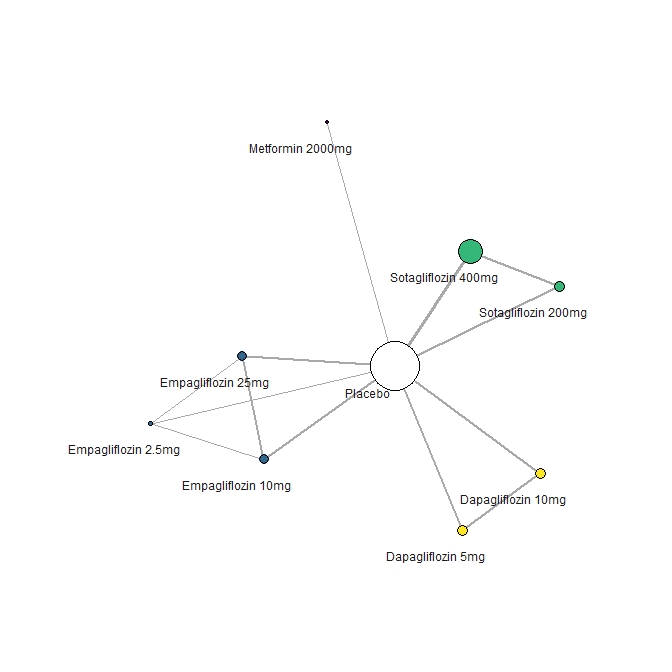 Metformin 2000mg
Sotagliflozin 400mg
Sotagliflozin 200mg
Empagliflozin 25mg
Placebo
Empagliflozin 2.5mg
Empagliflozin 10mg
Dapagliflozin 10mg
Dapagliflozin 5mg